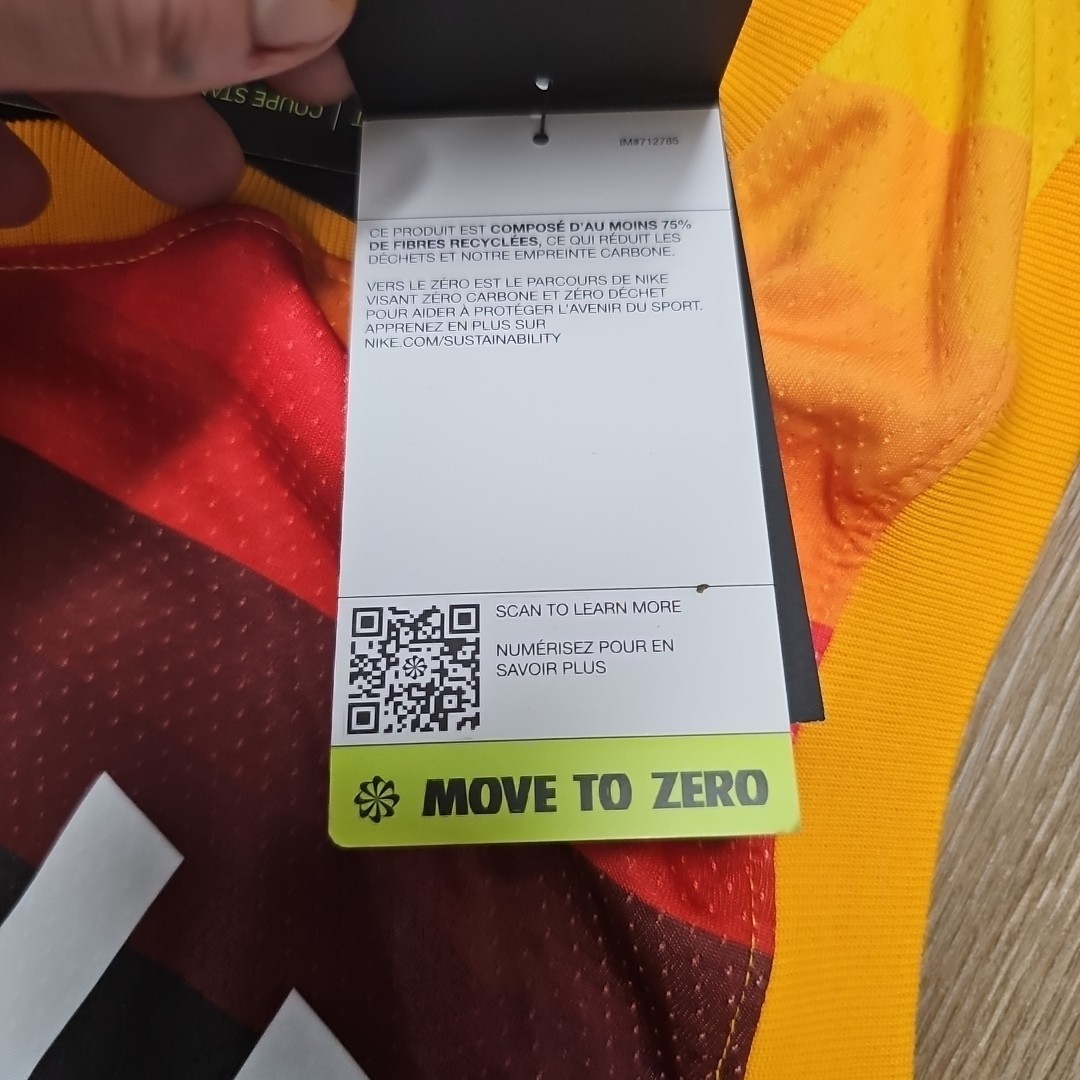 COUPE
IM#712785
CE PRODUIT EST COMPOSÉ D'AU MOINS 75%
DE FIBRES RECYCLÉES, CE QUI RÉDUIT LES
DÉCHETS ET NOTRE EMPREINTE CARBONE.
VERS LE ZÉRO EST LE PARCOURS DE NIKE
VISANT ZÉRO CARBONE ET ZÉRO DÉCHET
POUR AIDER À PROTÉGER L'AVENIR DU SPORT.
APPRENEZ EN PLUS SUR
NIKE.COM/SUSTAINABILITY
SCAN TO LEARN MORE
NUMÉRISEZ POUR EN
SAVOIR PLUS
MOVE TO ZERO